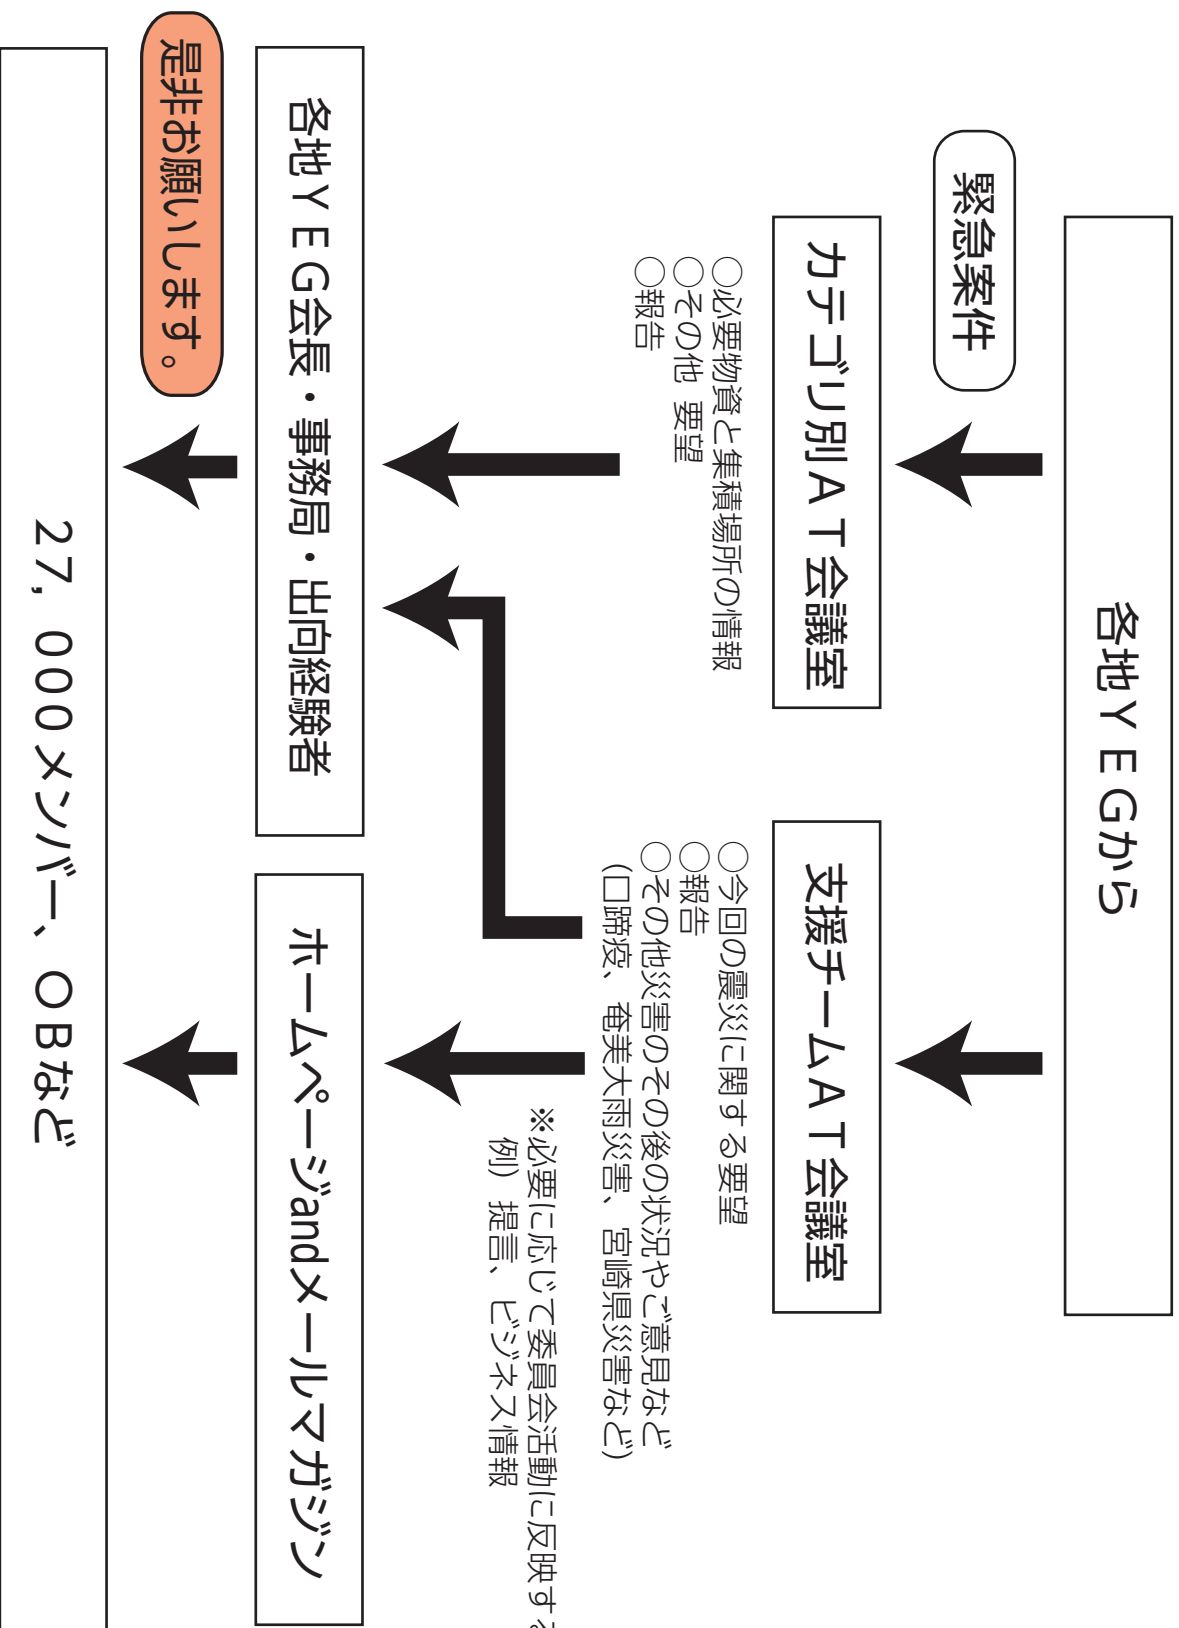 各地ＹＥＧから
緊急案件
カテゴリ別ＡＴ会議室
○必要物資と集積場所の情報
○その他 要望
○報告
支援チームＡＴ会議室
○今回の震災に関する要望
○報告
○その他災害のその後の状況やご意見など
（口蹄疫、奄美大雨災害、宮崎県災害など）
※必要に応じて委員会活動に反映する
例）提言、ビジネス情報
各地ＹＥＧ会長・事務局・出向経験者
ホームページandメールマガジン
是非お願いします。
２７，０００メンバー、ＯＢなど